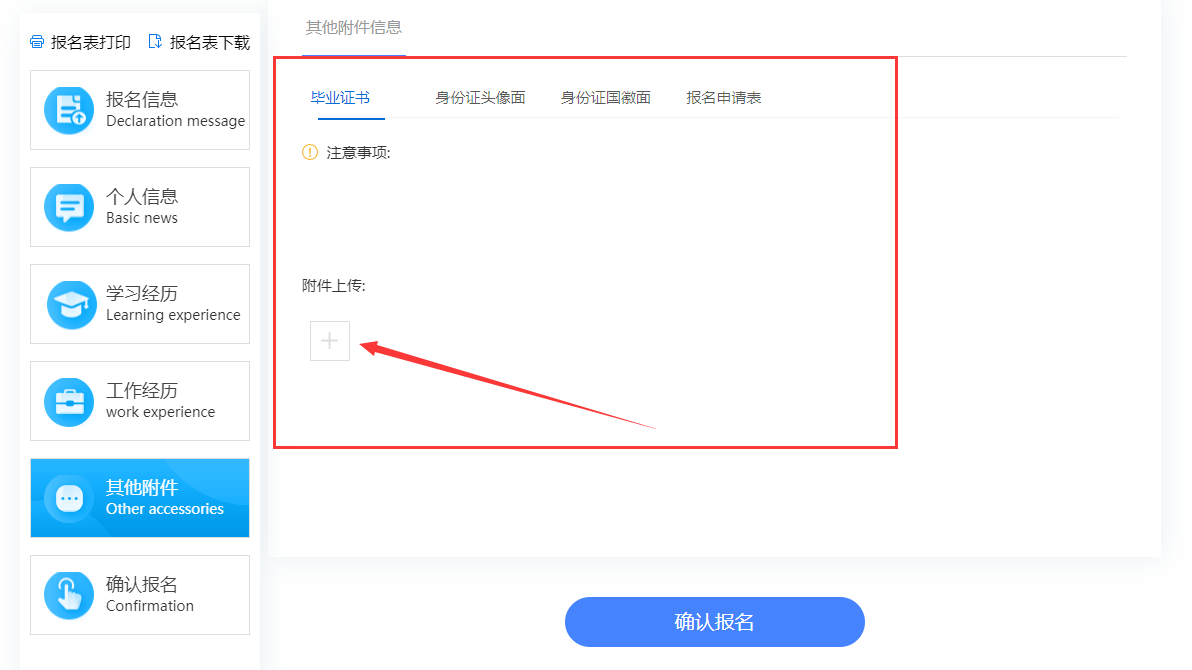 报名表打印 报名表下载
报名信息
Declaration message
个人信息
Basic news
学习经历
Learning experience
工作经历
work experience
其他附件
Other accessories
确认报名
Confirmation
其他附件信息
毕业证书 身份证头像面 身份证国徽面 报名申请表
注意事项:
附件上传:
确认报名